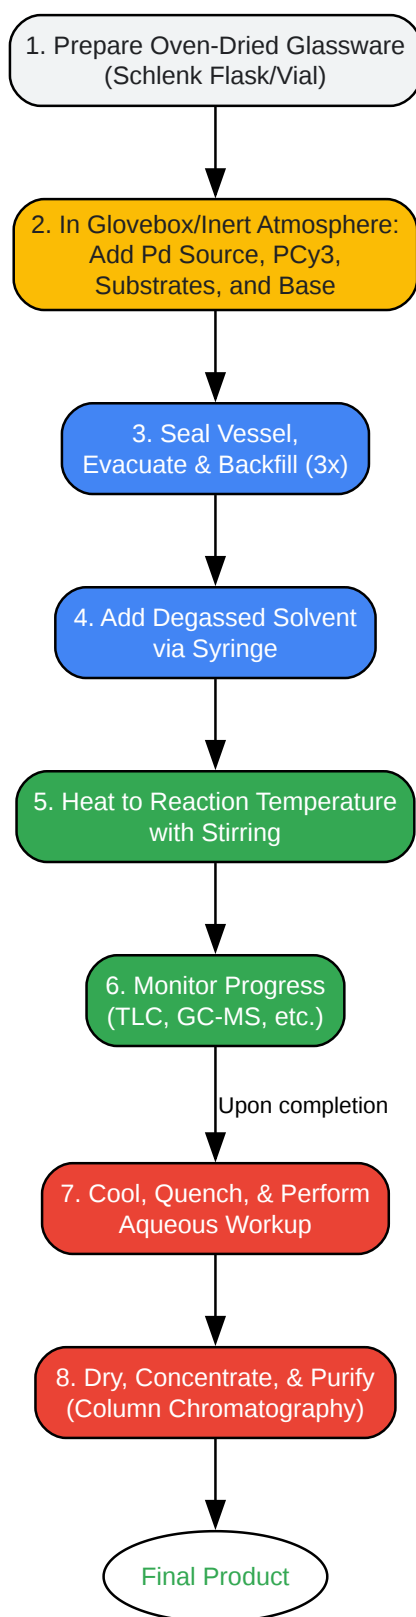 1. Prepare Oven-Dried Glassware
(Schlenk Flask/Vial)
2. In Glovebox/Inert Atmosphere:
Add Pd Source, PCy3,
Substrates, and Base
3. Seal Vessel,
Evacuate & Backfill (3x)
4. Add Degassed Solvent
via Syringe
5. Heat to Reaction Temperature
with Stirring
6. Monitor Progress
(TLC, GC-MS, etc.)
Upon completion
7. Cool, Quench, & Perform
Aqueous Workup
8. Dry, Concentrate, & Purify
(Column Chromatography)
Final Product